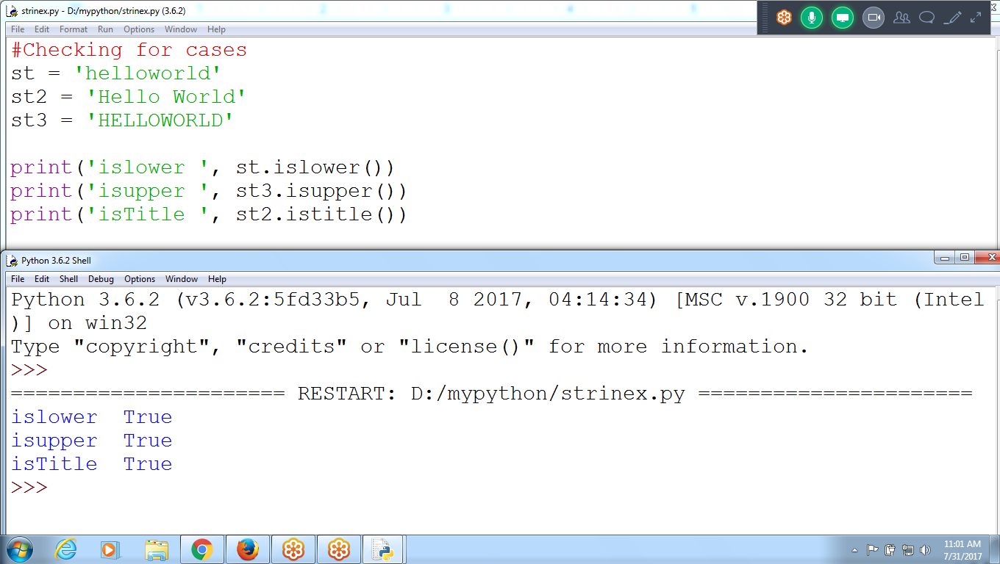 strinex.py - D:/mypython/strinex.py (3.6.2)
File Edit Format Run Options Window Help
#Checking for cases
st = 'helloworld'
st2 = 'Hello World'
st3 = 'HELLOWORLD'
print('islower ', st.islower())
print('isupper ', st3.isupper())
print('isTitle ', st2.istitle())
Python 3.6.2 Shell
File Edit Shell Debug Options Window Help
Python 3.6.2 (v3.6.2:5fd33b5, Jul  8 2017, 04:14:34) [MSC v.1900 32 bit (Intel
)] on win32
Type "copyright", "credits" or "license()" for more information.
>>>
====================== RESTART: D:/mypython/strinex.py ======================
islower  True
isupper  True
isTitle  True
>>>
11:01 AM
7/31/2017